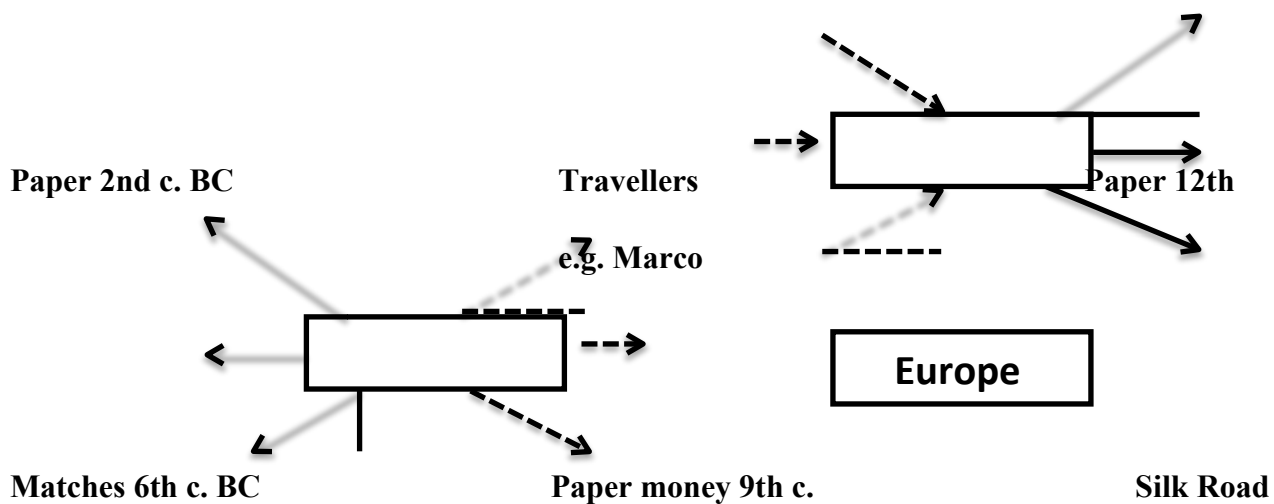 Paper 2nd c. BC
Travellers
Paper 12th
e.g. Marco
Europe
Matches 6th c. BC
Paper money 9th c.
Silk Road